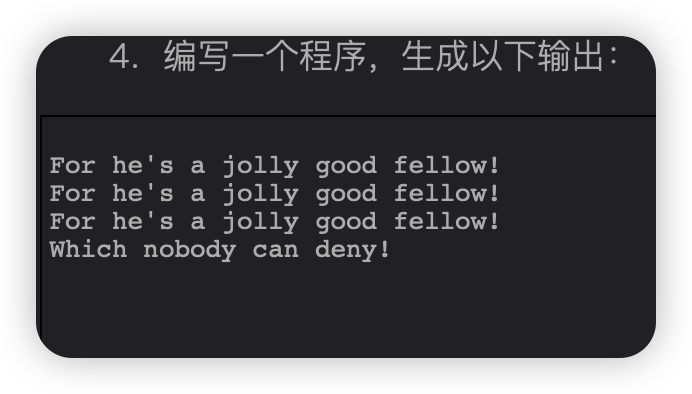 4. 编写一个程序，生成以下输出：
For he's a jolly good fellow!
For he's a jolly good fellow!
For he's a jolly good fellow!
Which nobody can deny!